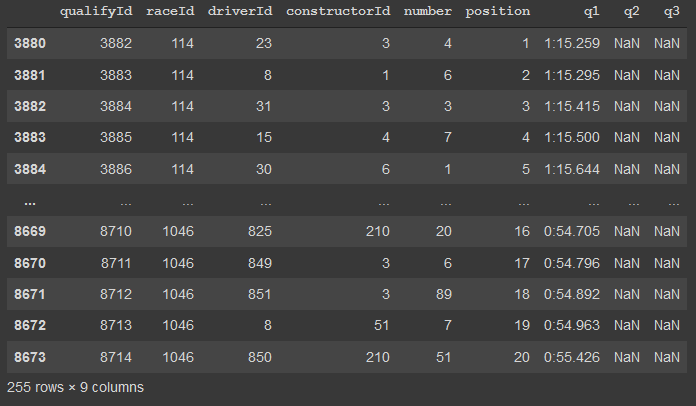 qualifyId raceId driverId constructorId number position q1 q2 q3
3880 3882 114 23 3 4 1 1:15.259 NaN NaN
3881 3883 114 8 1 6 2 1:15.295 NaN NaN
3882 3884 114 31 3 3 3 1:15.415 NaN NaN
3883 3885 114 15 4 7 4 1:15.500 NaN NaN
3884 3886 114 30 6 1 5 1:15.644 NaN NaN
... ... ... ... ... ... ... ... ... ...
8669 8710 1046 825 210 20 16 0:54.705 NaN NaN
8670 8711 1046 849 3 6 17 0:54.796 NaN NaN
8671 8712 1046 851 3 89 18 0:54.892 NaN NaN
8672 8713 1046 8 51 7 19 0:54.963 NaN NaN
8673 8714 1046 850 210 51 20 0:55.426 NaN NaN
255 rows × 9 columns